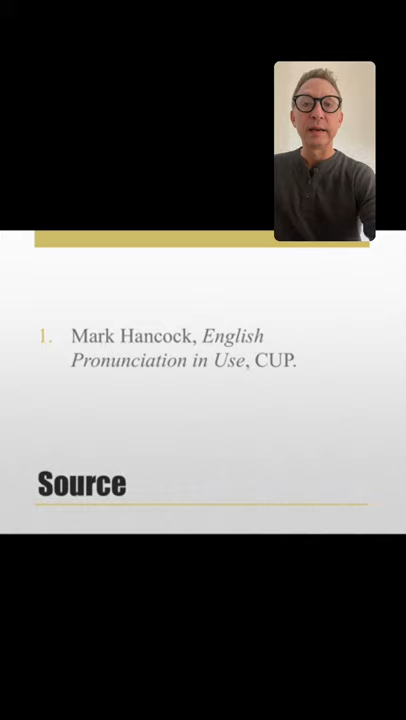 1. Mark Hancock, English
Pronunciation in Use, CUP.
Source